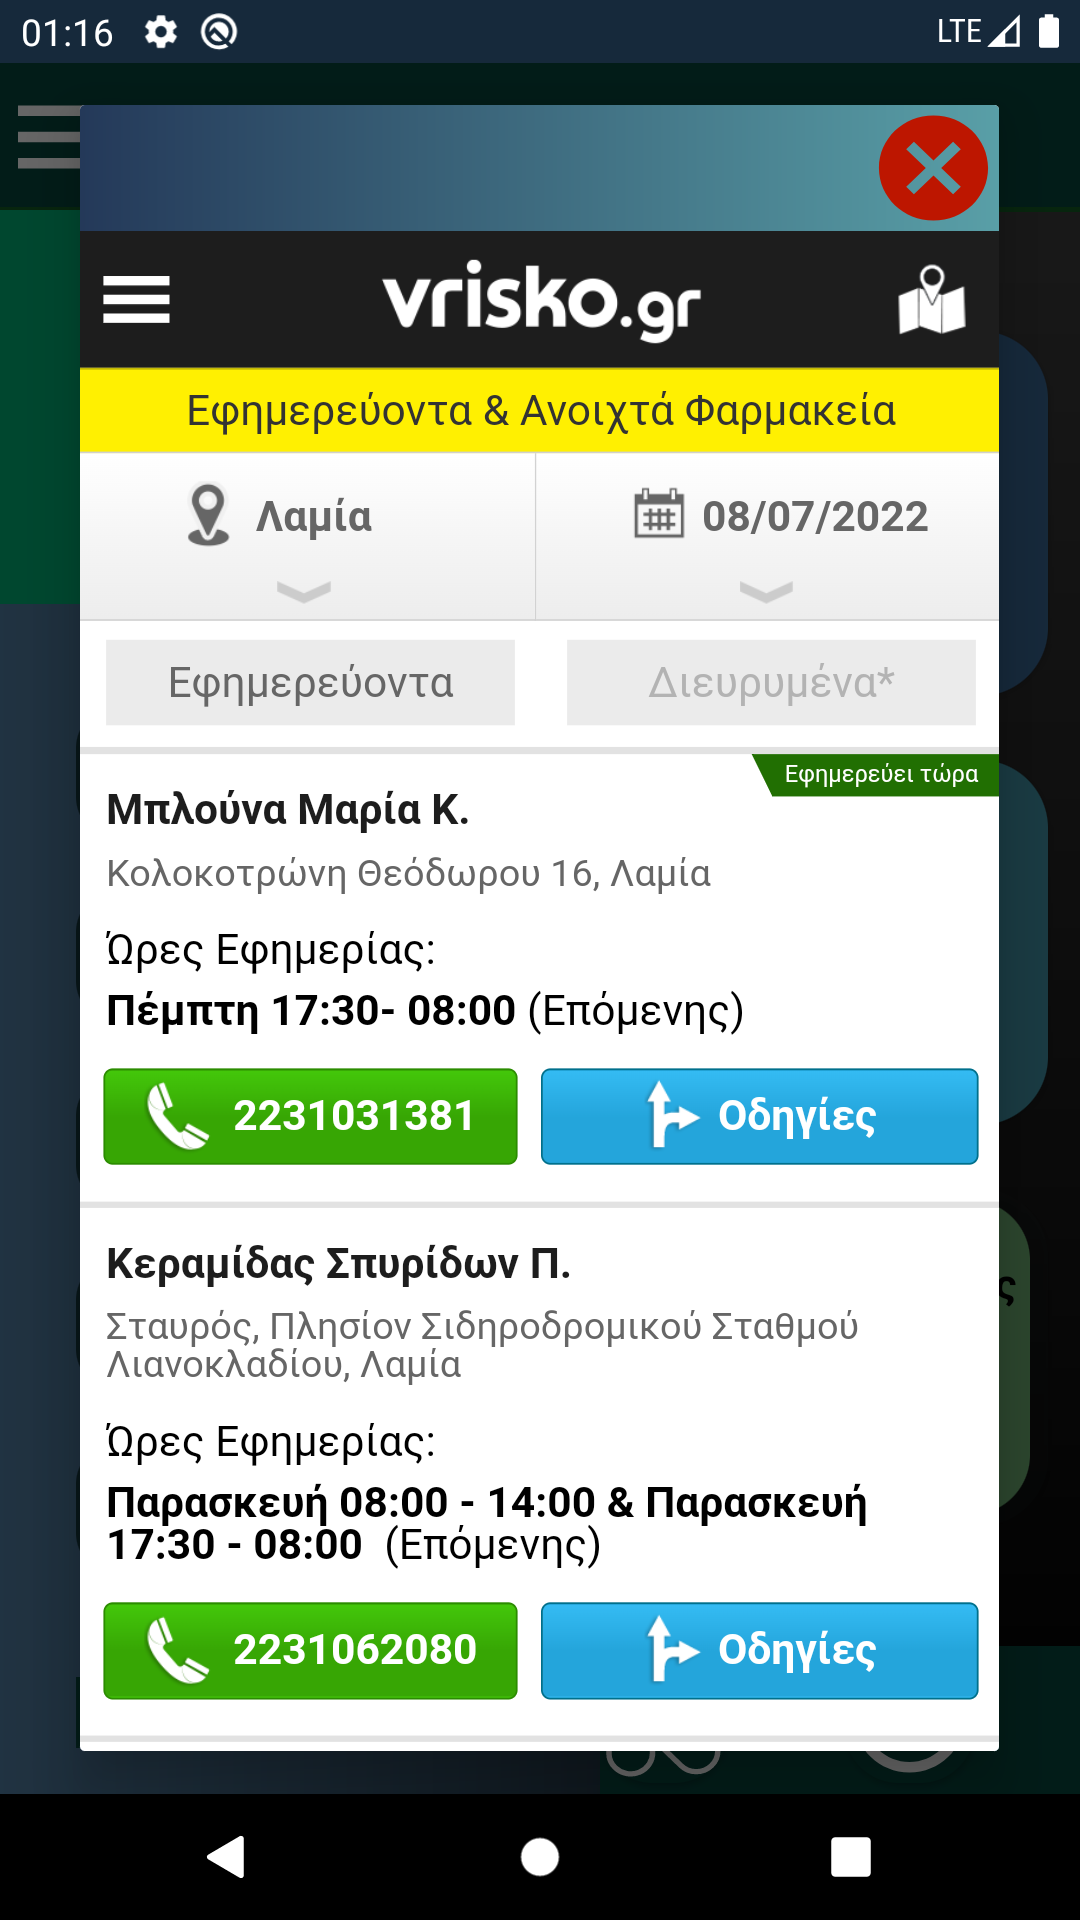 01:16
LTE
vrisko.gr
Εφημερεύοντα & Ανοιχτά Φαρμακεία
Λαμία
08/07/2022
Εφημερεύοντα
Διευρυμένα*
Εφημερεύει τώρα
Μπλούνα Μαρία Κ.
Κολοκοτρώνη Θεόδωρου 16, Λαμία
Ώρες Εφημερίας:
Πέμπτη 17:30- 08:00 (Επόμενης)
2231031381
Οδηγίες
Κεραμίδας Σπυρίδων Π.
ς
Σταυρός, Πλησίον Σιδηροδρομικού Σταθμού
Λιανοκλαδίου, Λαμία
Ώρες Εφημερίας:
Παρασκευή 08:00 - 14:00 & Παρασκευή
17:30 - 08:00 (Επόμενης)
2231062080
Οδηγίες